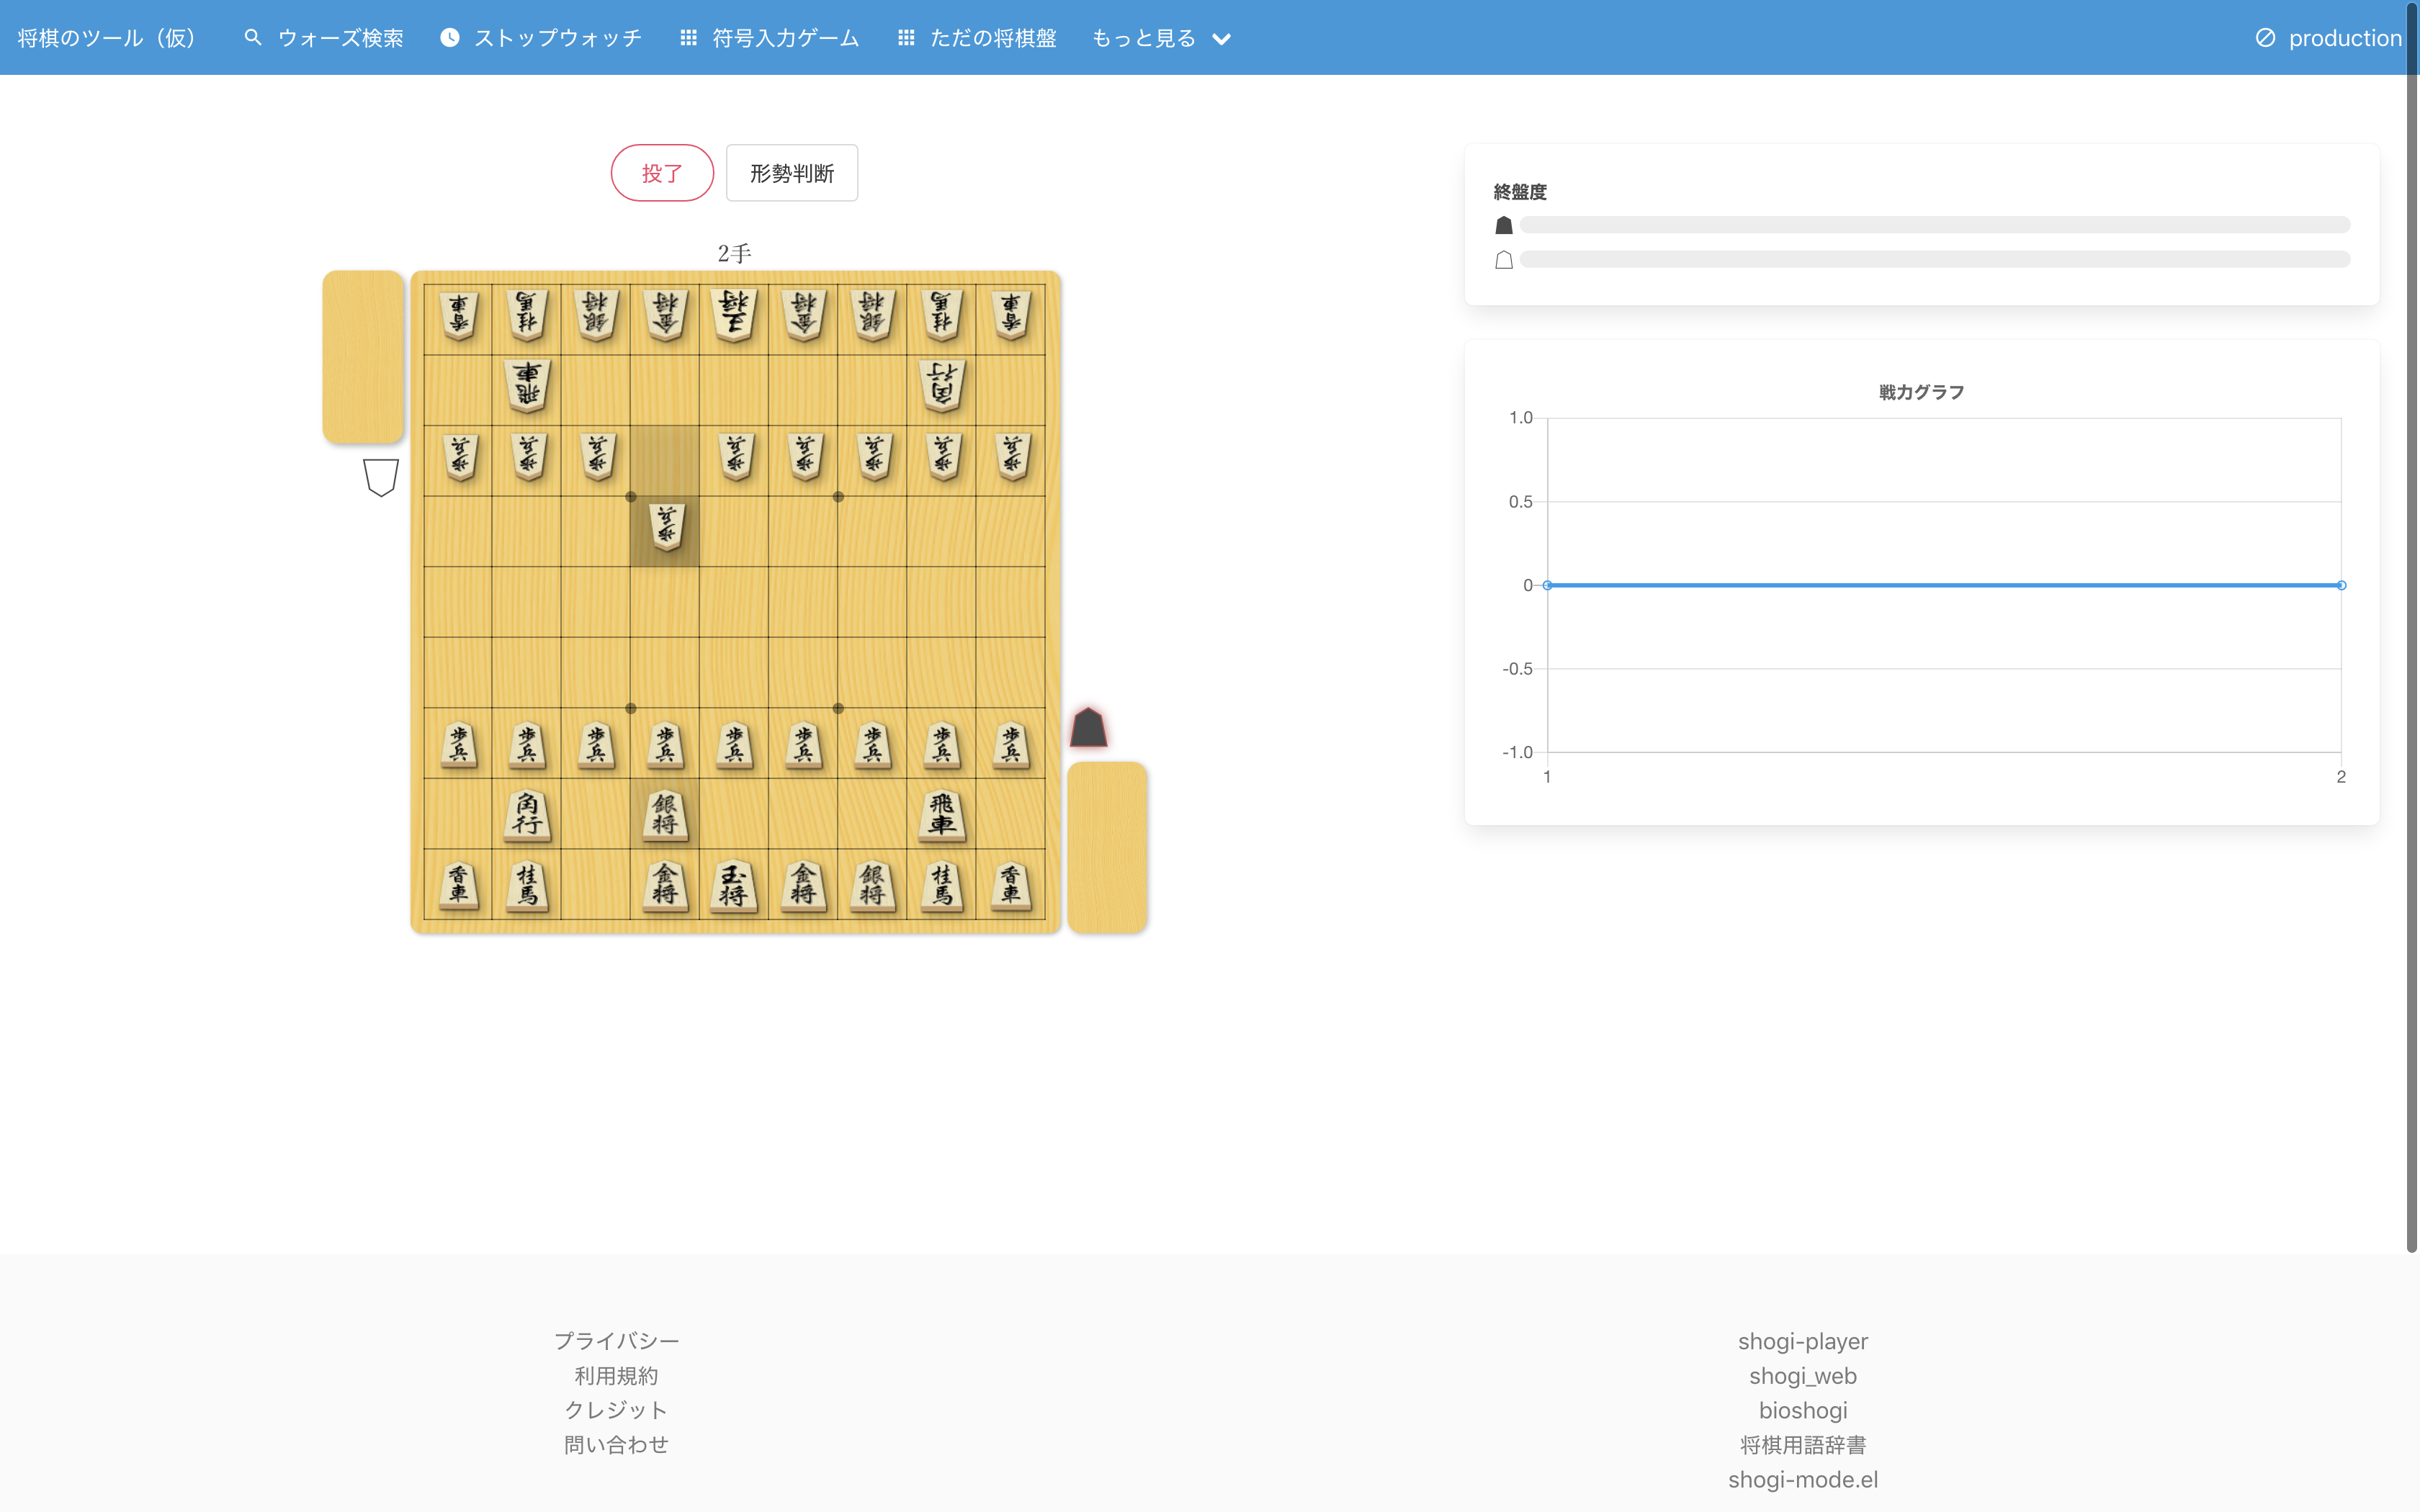 将棋のツール（仮） ウォーズ検索 ストップウォッチ 符号入力ゲーム ただの将棋盤 もっと見る production
投了 形勢判断
2手
香車 桂馬 銀将 金将 王将 金将 銀将 桂馬 香車
飛車 角行
歩兵 歩兵 歩兵 歩兵 歩兵 歩兵 歩兵 歩兵
歩兵
歩兵 歩兵 歩兵 歩兵 歩兵 歩兵 歩兵 歩兵 歩兵
角行 銀将 飛車
香車 桂馬 金将 玉将 金将 銀将 桂馬 香車
終盤度
戦力グラフ
1.0
0.5
0
-0.5
-1.0
1 2
プライバシー
利用規約
クレジット
問い合わせ
shogi-player
shogi_web
bioshogi
将棋用語辞書
shogi-mode.el